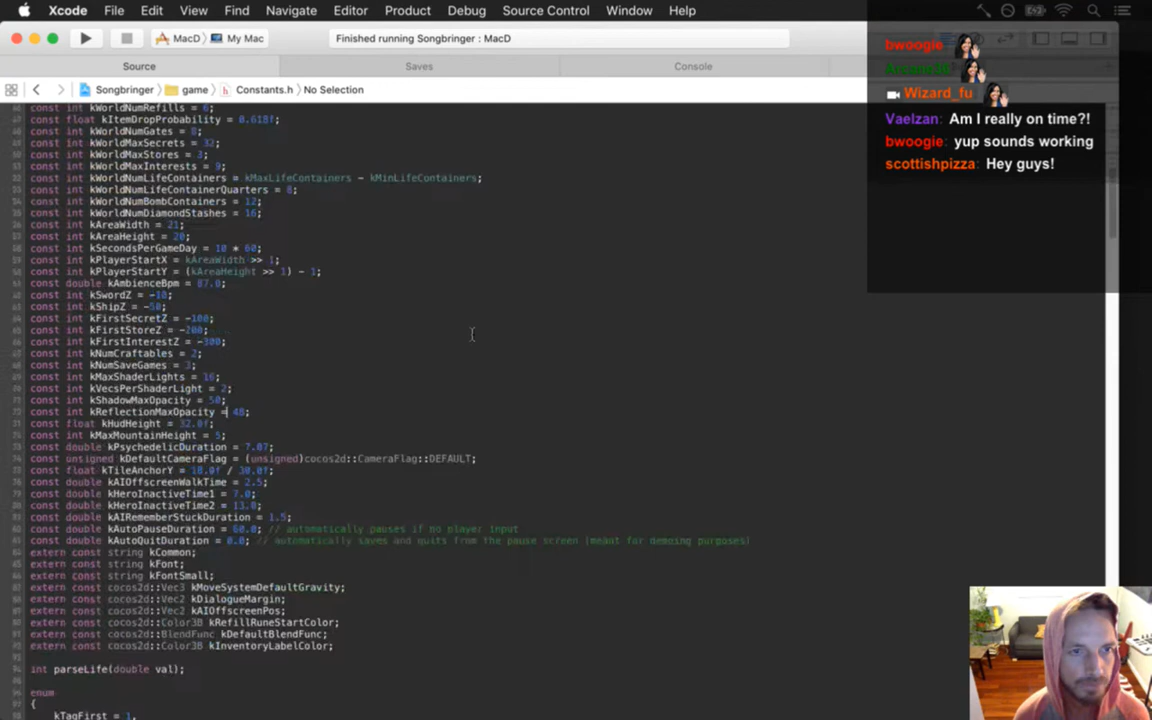 Xcode File Edit View Find Navigate Editor Product Debug Source Control Window Help
MacD My Mac Finished running Songbringer : MacD
Source Saves Console
Songbringer game Constants.h No Selection
const int kWorldNumRefills = 6;
const float kItemDropProbability = 0.618f;
const int kWorldNumGates = 8;
const int kWorldMaxSecrets = 32;
const int kWorldMaxStores = 3;
const int kWorldMaxInterests = 9;
const int kWorldNumLifeContainers = kMaxLifeContainers - kMinLifeContainers;
const int kWorldNumLifeContainerQuarters = 8;
const int kWorldNumBombContainers = 12;
const int kWorldNumDiamondStashes = 16;
const int kAreaWidth = 21;
const int kAreaHeight = 20;
const int kSecondsPerGameDay = 10 * 60;
const int kPlayerStartX = kAreaWidth >> 1;
const int kPlayerStartY = (kAreaHeight >> 1) - 1;
const double kAmbienceBpm = 87.0;
const int kSwordZ = -10;
const int kShipZ = -50;
const int kFirstSecretZ = -100;
const int kFirstStoreZ = -200;
const int kFirstInterestZ = -300;
const int kNumCraftables = 2;
const int kNumSaveGames = 3;
const int kMaxShaderLights = 16;
const int kVecsPerShaderLight = 2;
const int kShadowMaxOpacity = 50;
const int kReflectionMaxOpacity = 48;
const float kHudHeight = 32.0f;
const int kMaxMountainHeight = 5;
const double kPsychedelicDuration = 7.07;
const unsigned kDefaultCameraFlag = (unsigned)cocos2d::CameraFlag::DEFAULT;
const float kTileAnchorY = 18.0f / 30.0f;
const double kAIOffscreenWalkTime = 2.5;
const double kHeroInactiveTime1 = 7.0;
const double kHeroInactiveTime2 = 13.0;
const double kAIRememberStuckDuration = 1.5;
const double kAutoPauseDuration = 60.0; // automatically pauses if no player input
const double kAutoQuitDuration = 0.0; // automatically saves and quits from the pause screen (meant for demoing purposes)
extern const string kCommon;
extern const string kFont;
extern const string kFontSmall;
extern const cocos2d::Vec3 kMoveSystemDefaultGravity;
extern const cocos2d::Vec2 kDialogueMargin;
extern const cocos2d::Vec2 kAIOffscreenPos;
extern const cocos2d::Color3B kRefillRuneStartColor;
extern const cocos2d::BlendFunc kDefaultBlendFunc;
extern const cocos2d::Color3B kInventoryLabelColor;
int parseLife(double val);
enum
{
kTagFirst = 1,
bwoogie
Wizard_fu
Vaelzan: Am I really on time?!
bwoogie: yup sounds working
scottishpizza: Hey guys!